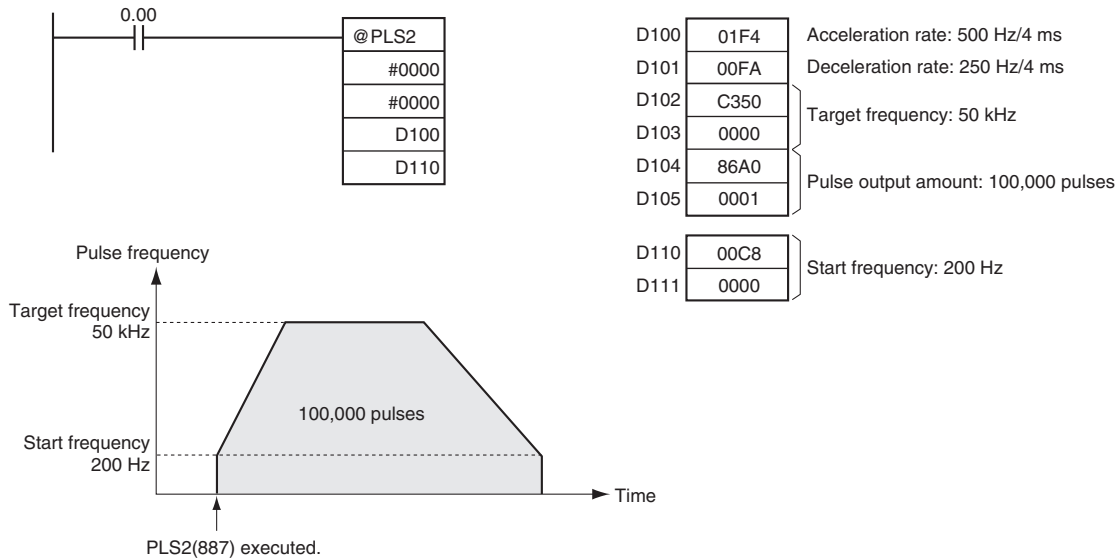 0.00
@PLS2
#0000
#0000
D100
D110
D100 01F4 Acceleration rate: 500 Hz/4 ms
D101 00FA Deceleration rate: 250 Hz/4 ms
D102 C350
Target frequency: 50 kHz
D103 0000
D104 86A0
Pulse output amount: 100,000 pulses
D105 0001
D110 00C8
Start frequency: 200 Hz
D111 0000
Pulse frequency
Target frequency
50 kHz
100,000 pulses
Start frequency
200 Hz
Time
PLS2(887) executed.